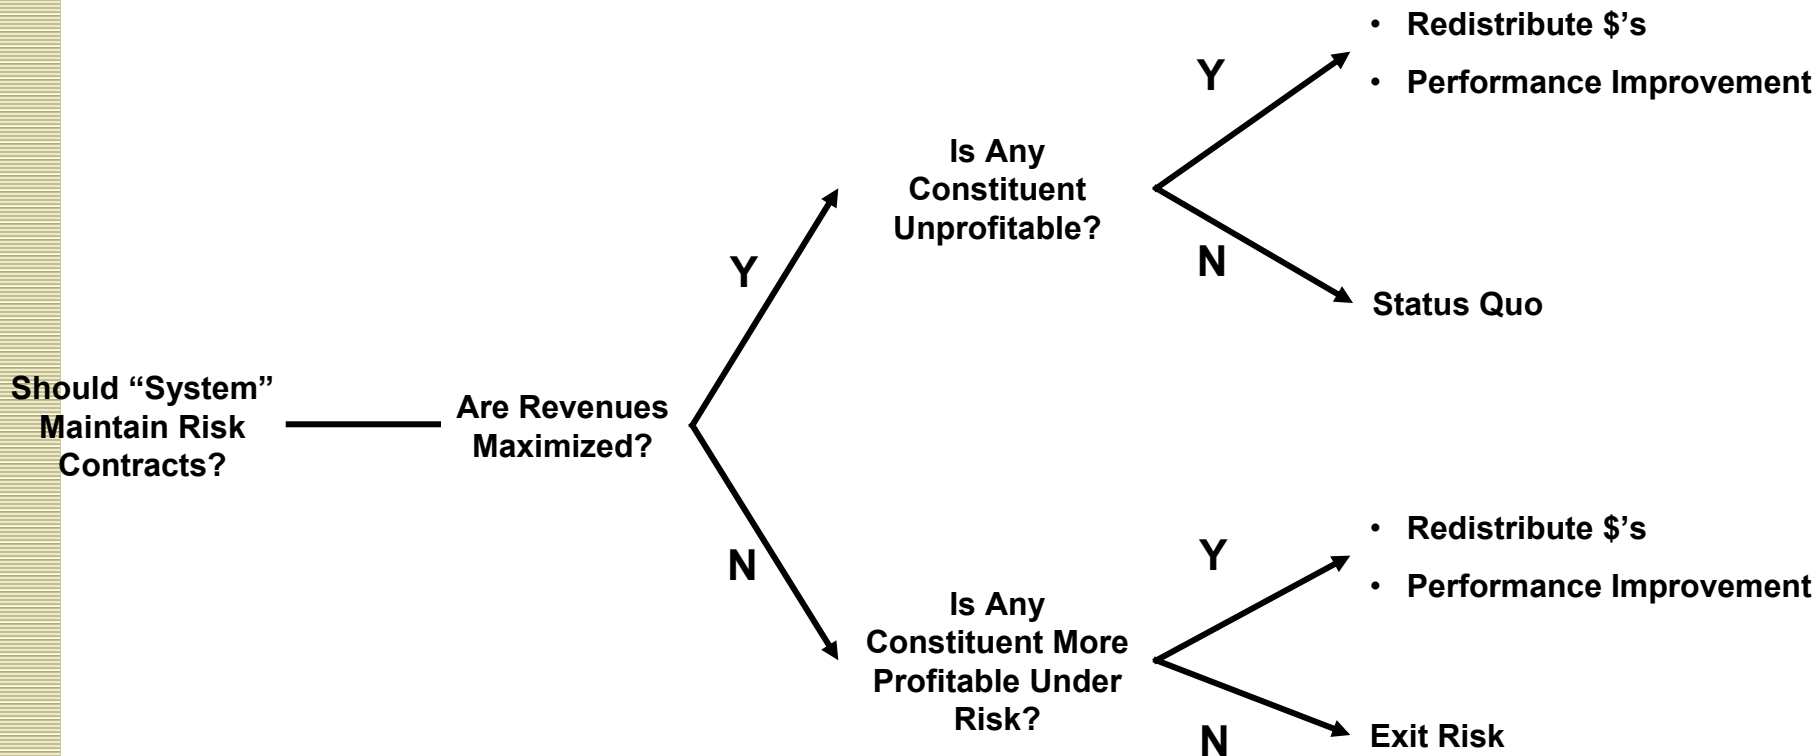 Should “System”
Maintain Risk
Contracts?
Are Revenues
Maximized?
Y
N
Is Any
Constituent
Unprofitable?
Y
N
• Redistribute $’s
• Performance Improvement
Status Quo
Is Any
Constituent More
Profitable Under
Risk?
Y
N
• Redistribute $’s
• Performance Improvement
Exit Risk